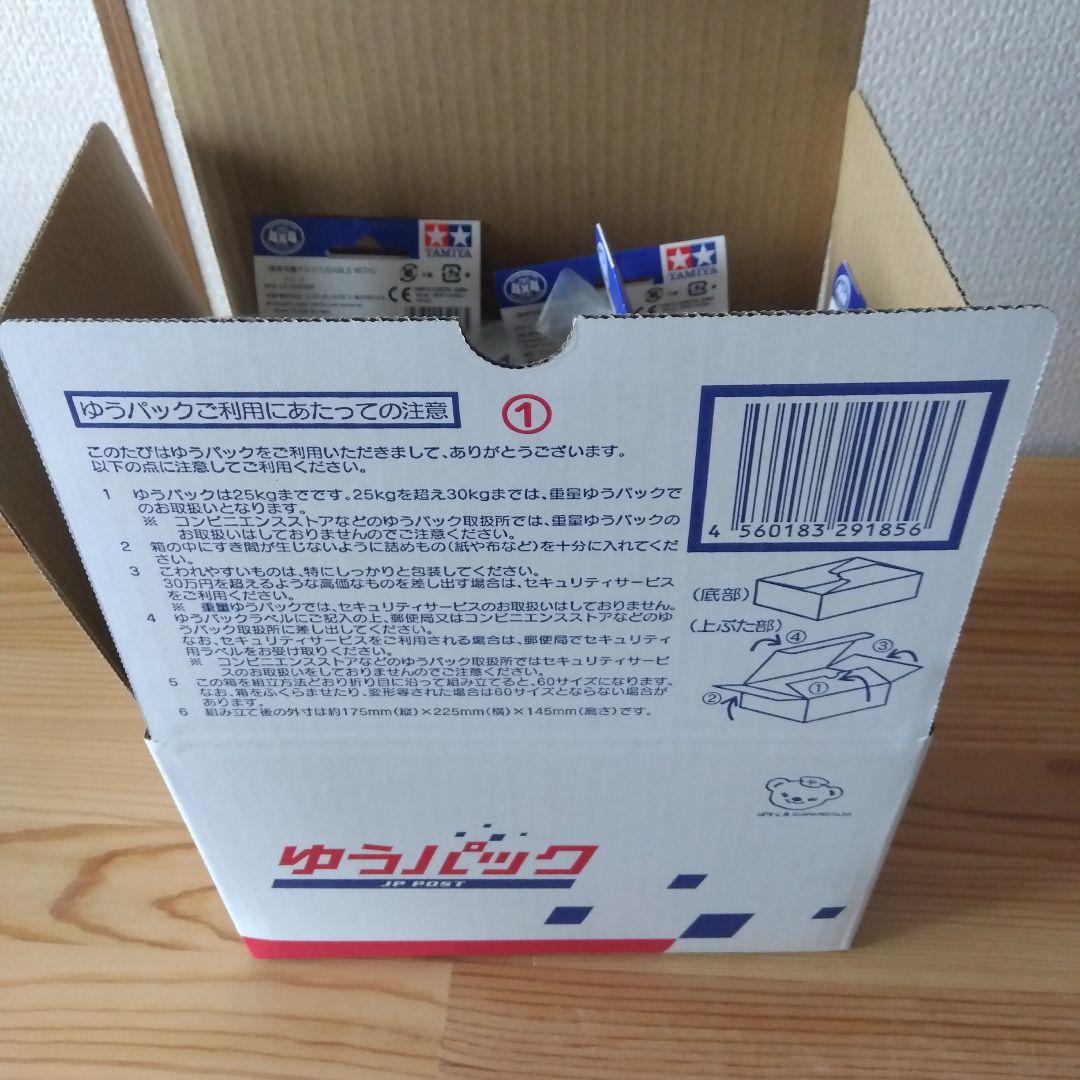 TAMIYA
TAMIYA
ゆうパックご利用にあたっての注意
①
このたびはゆうパックをご利用いただきまして、ありがとうございます。
以下の点に注意してご利用ください。
1 ゆうパックは25kgまでです。25kgを超え30kgまでは、重量ゆうパックで
のお取扱いとなります。
※ コンビニエンスストアなどのゆうパック取扱所では、重量ゆうパックの
お取扱いはしておりませんのでご注意ください。
2 箱の中にすき間が生じないように詰めもの(紙や布など)を十分に入れてくだ
さい。
3 こわれやすいものは、特にしっかりと包装してください。
30万円を超えるような高価なものを差し出す場合は、セキュリティサービス
をご利用ください。
※ 重量ゆうパックでは、セキュリティサービスのお取扱いはしておりません。
4 ゆうパックラベルにご記入の上、郵便局又はコンビニエンスストアなどのゆ
うパック取扱所に差し出してください。
なお、セキュリティサービスをご利用される場合は、郵便局でセキュリティ
用ラベルをお受け取りください。
※ コンビニエンスストアなどのゆうパック取扱所ではセキュリティサービ
スのお取扱いをしておりませんのでご注意ください。
5 この箱を組立方法どおり折り目に沿って組み立てると、60サイズになります。
なお、箱をふくらませたり、変形等された場合は60サイズとならない場合が
あります。
6 組み立て後の外寸は約175mm(縦)×225mm(横)×145mm(高さ)です。
4 560183 291856
(底部)
(上ぶた部)
④
③
①
②
ぽすくま
ゆうパック
JP POST